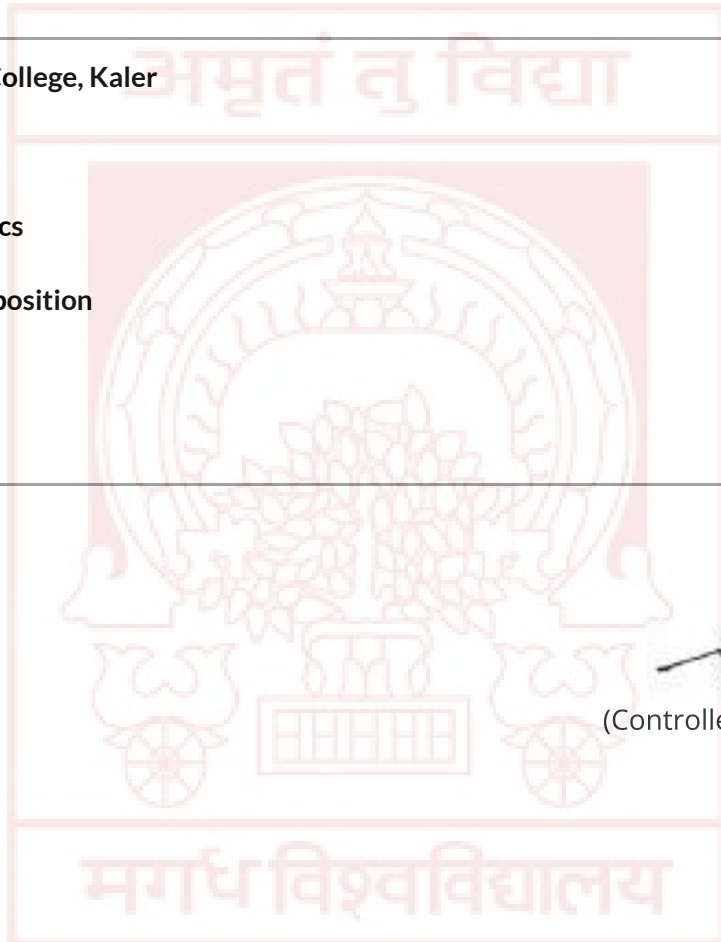 अमृतं तु विद्या
College, Kaler
cs
position
(Controlle
मगध विश्वविद्यालय